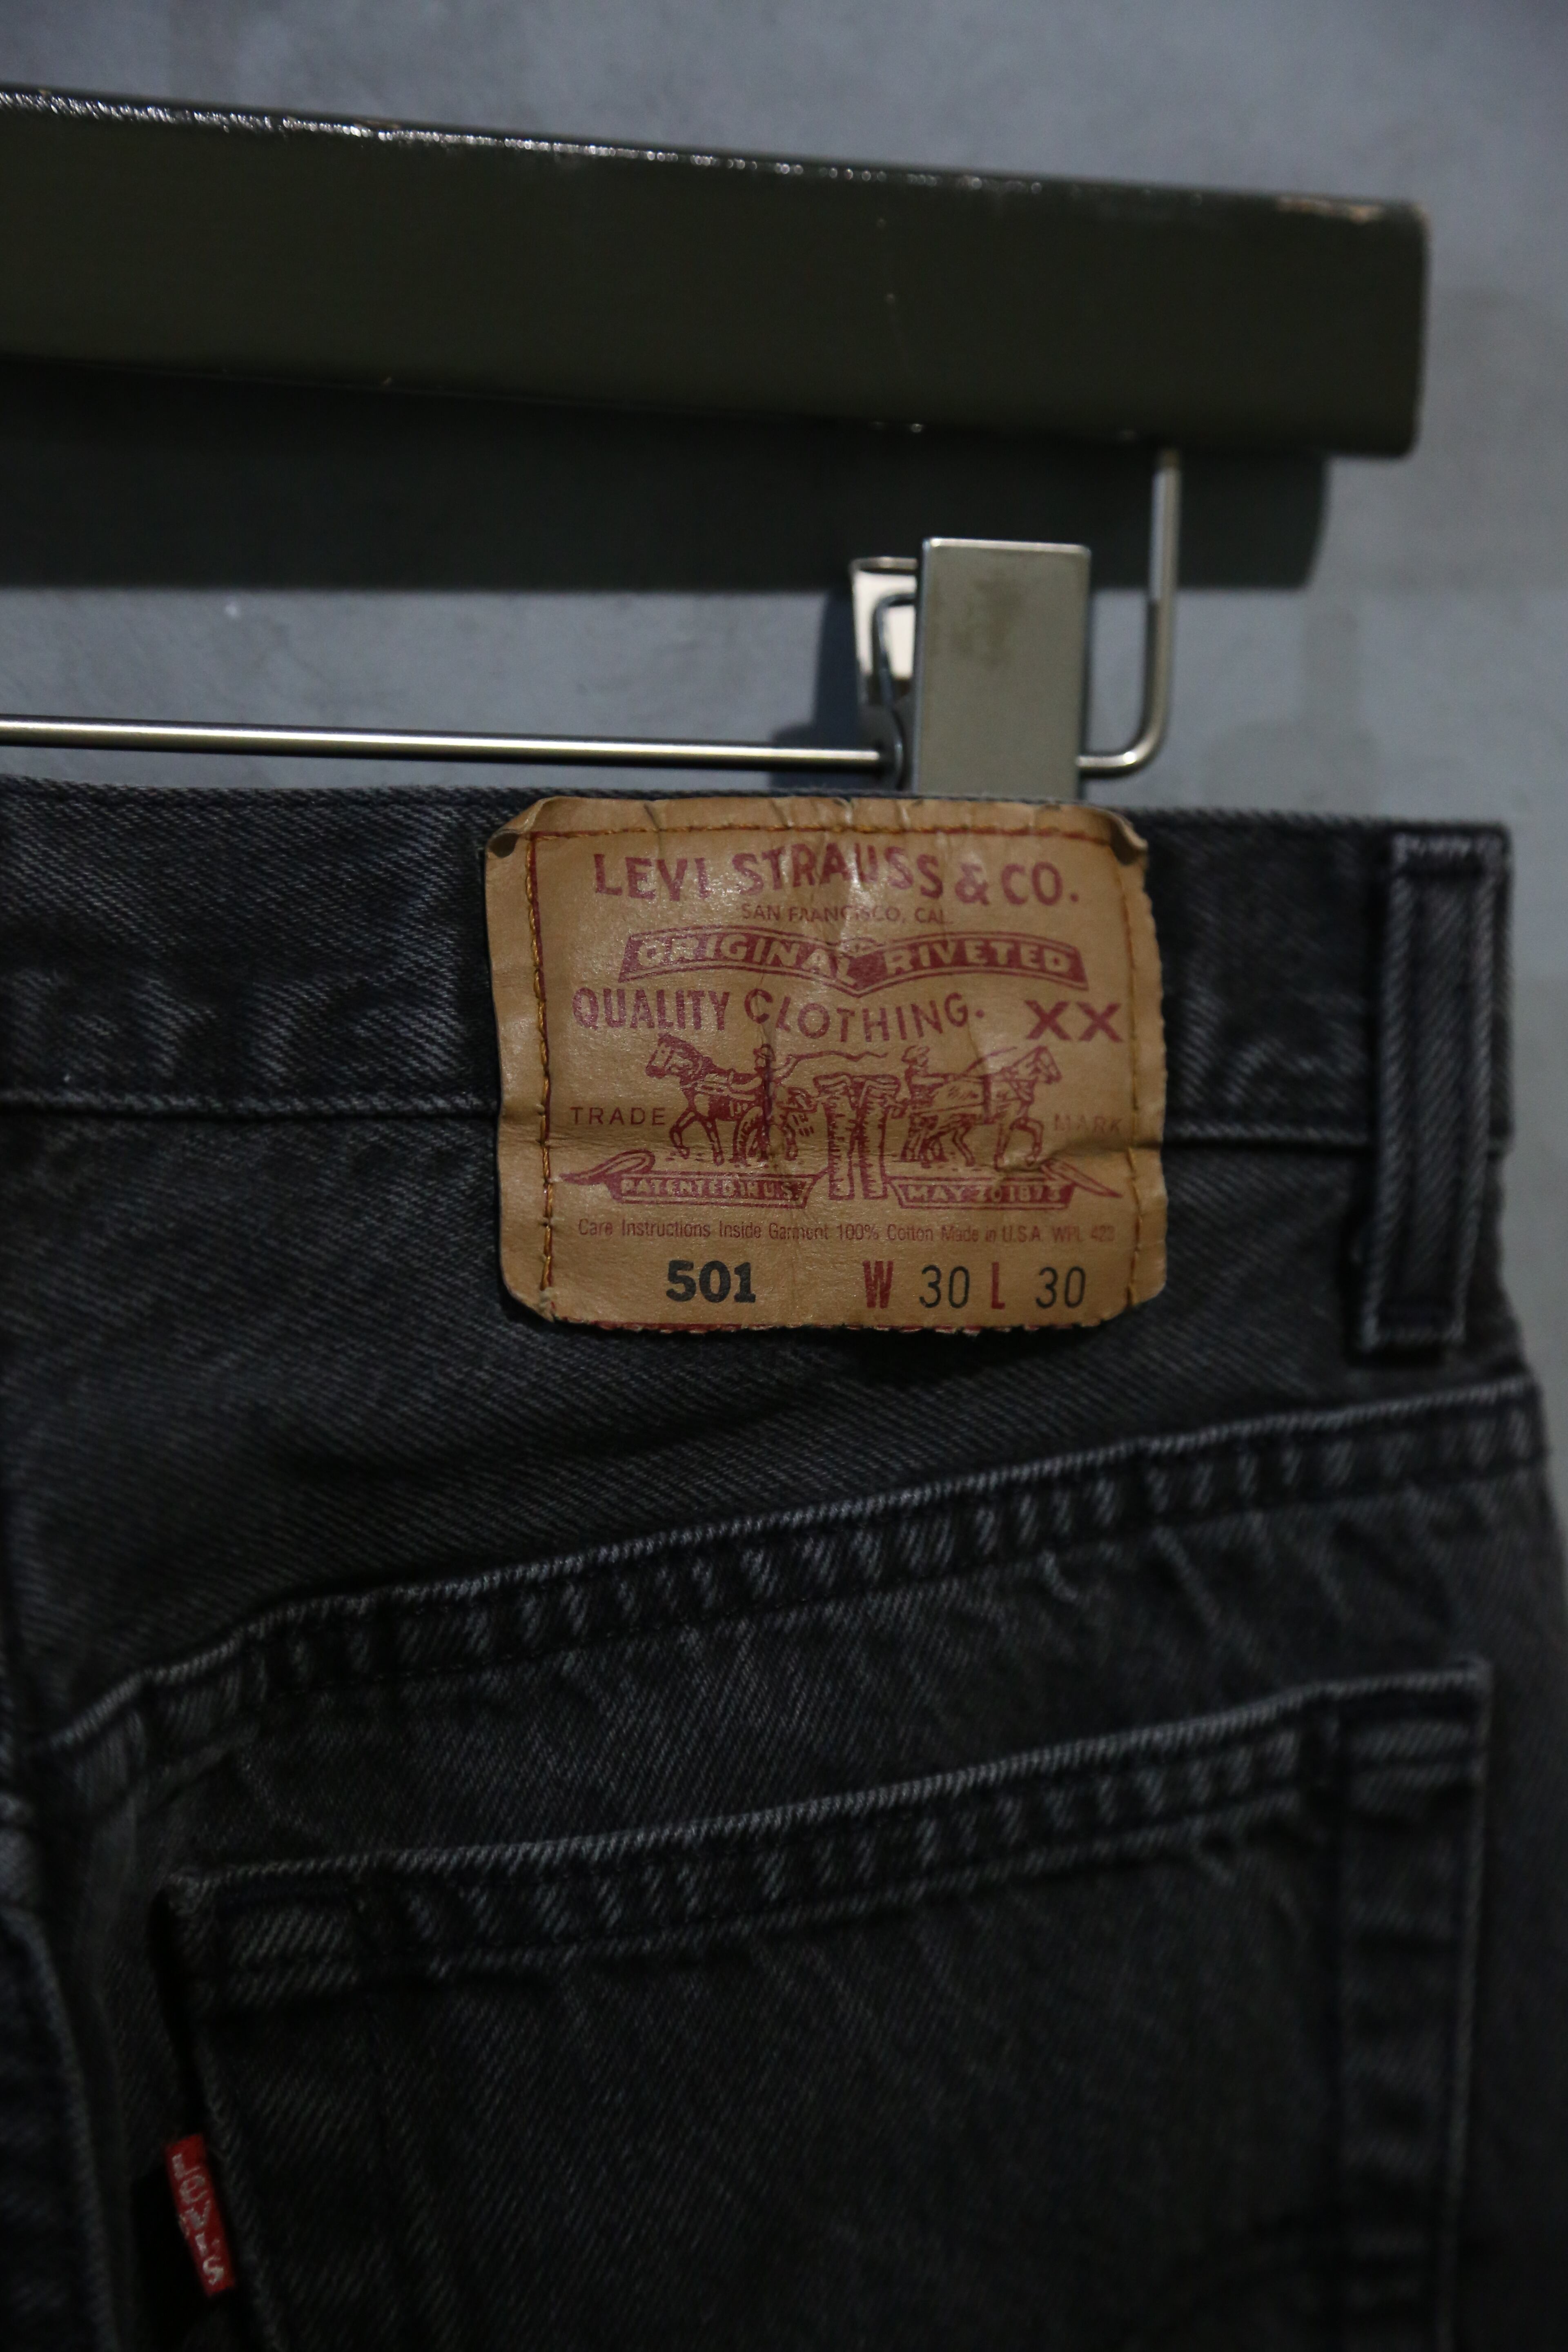 LEVI STRAUSS & CO.
SAN FRANCISCO, CAL.
ORIGINAL RIVETED
QUALITY CLOTHING. XX
TRADE MARK
PATENTED IN U.S. MAY 20 1873
Care Instructions Inside Garment 100% Cotton Made in U.S.A. WPL 423
501 W 30 L 30
LEVI'S